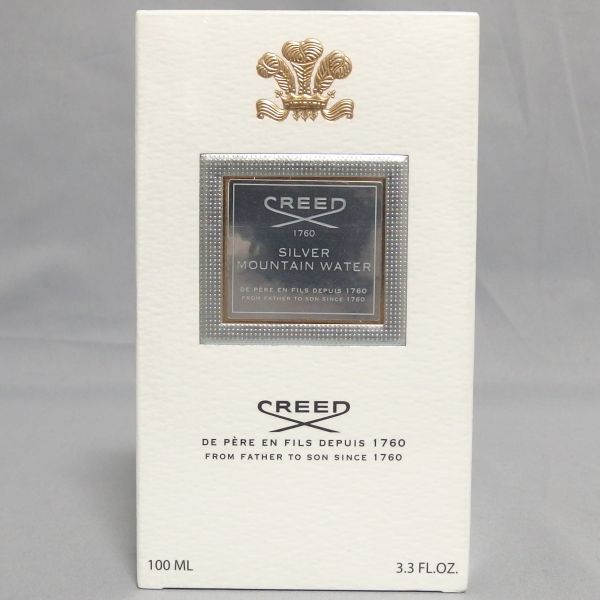 CREED
1760
SILVER
MOUNTAIN WATER
DE PÈRE EN FILS DEPUIS 1760
FROM FATHER TO SON SINCE 1760
CREED
DE PÈRE EN FILS DEPUIS 1760
FROM FATHER TO SON SINCE 1760
100 ML 3.3 FL.OZ.